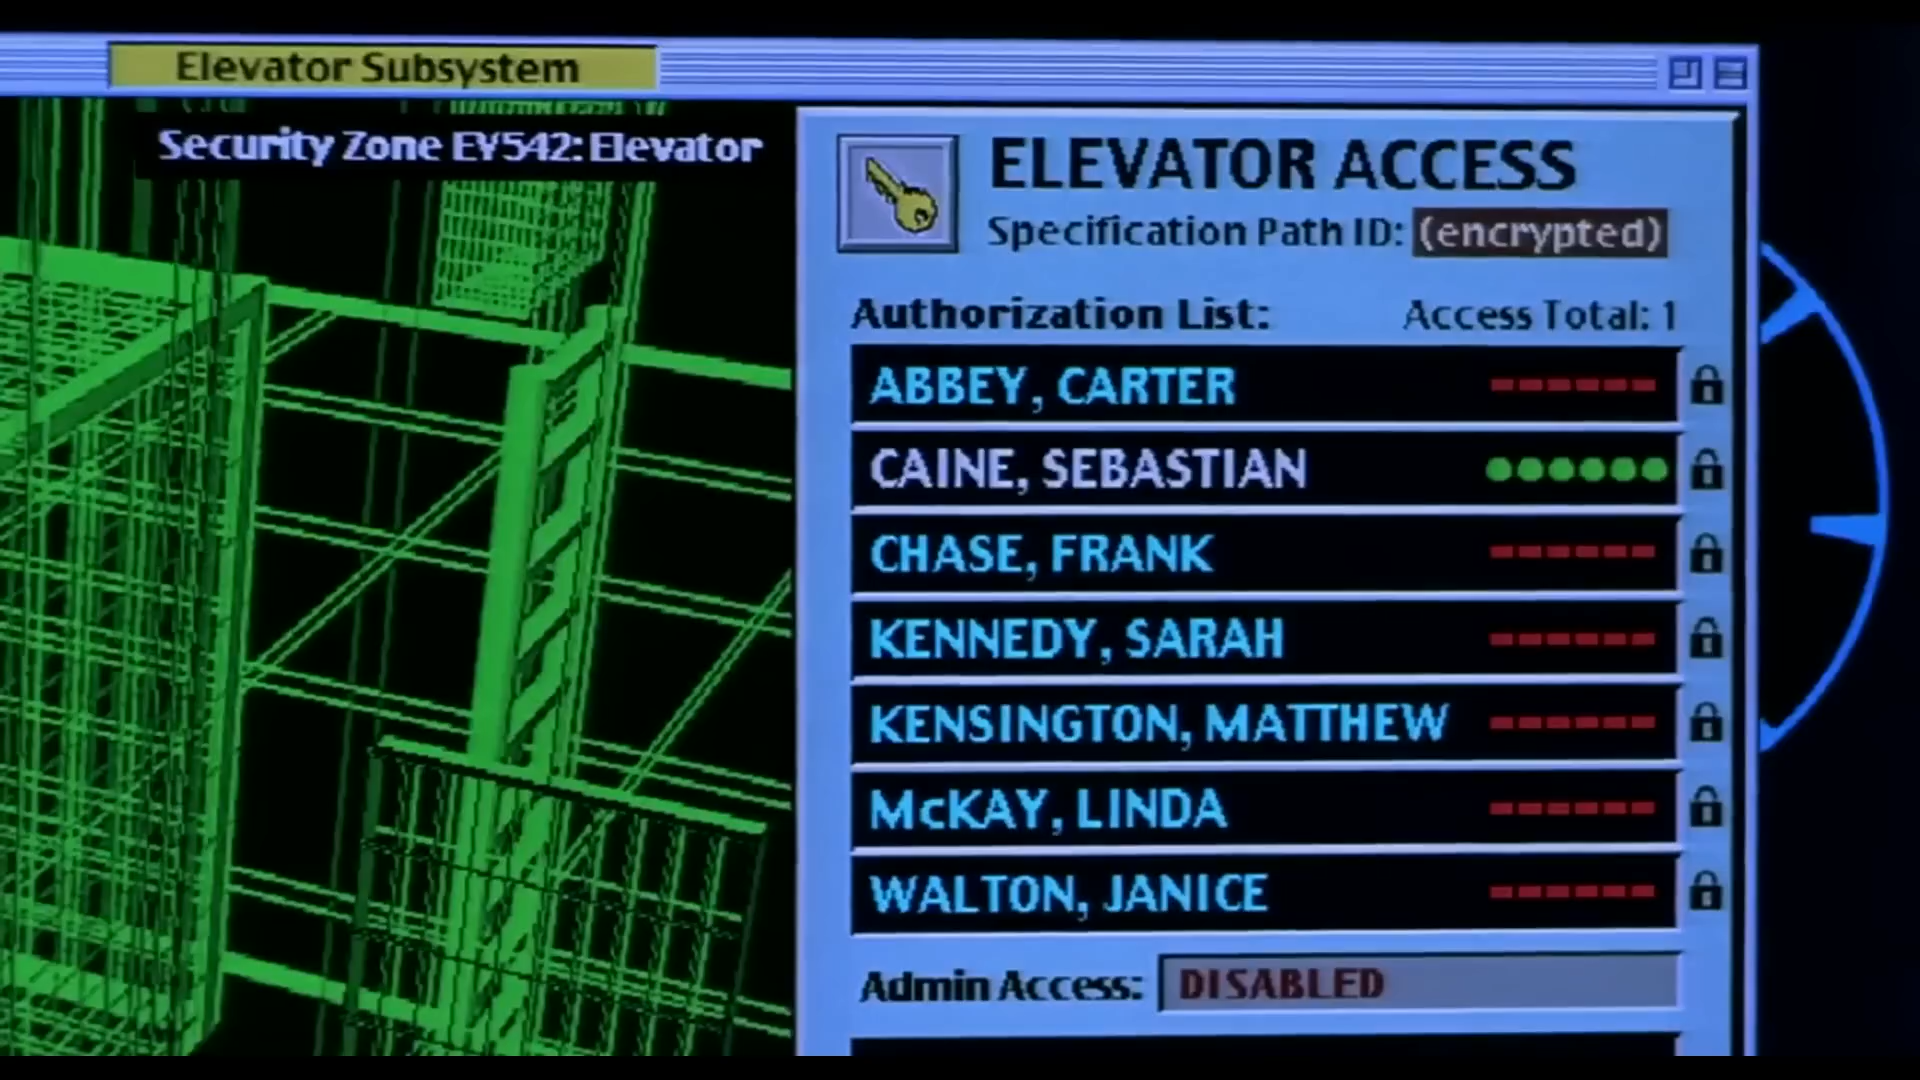 Elevator Subsystem
Security Zone EV542: Elevator
ELEVATOR ACCESS
Specification Path ID: (encrypted)
Authorization List: Access Total: 1
ABBEY, CARTER
CAINE, SEBASTIAN
CHASE, FRANK
KENNEDY, SARAH
KENSINGTON, MATTHEW
McKAY, LINDA
WALTON, JANICE
Admin Access: DISABLED